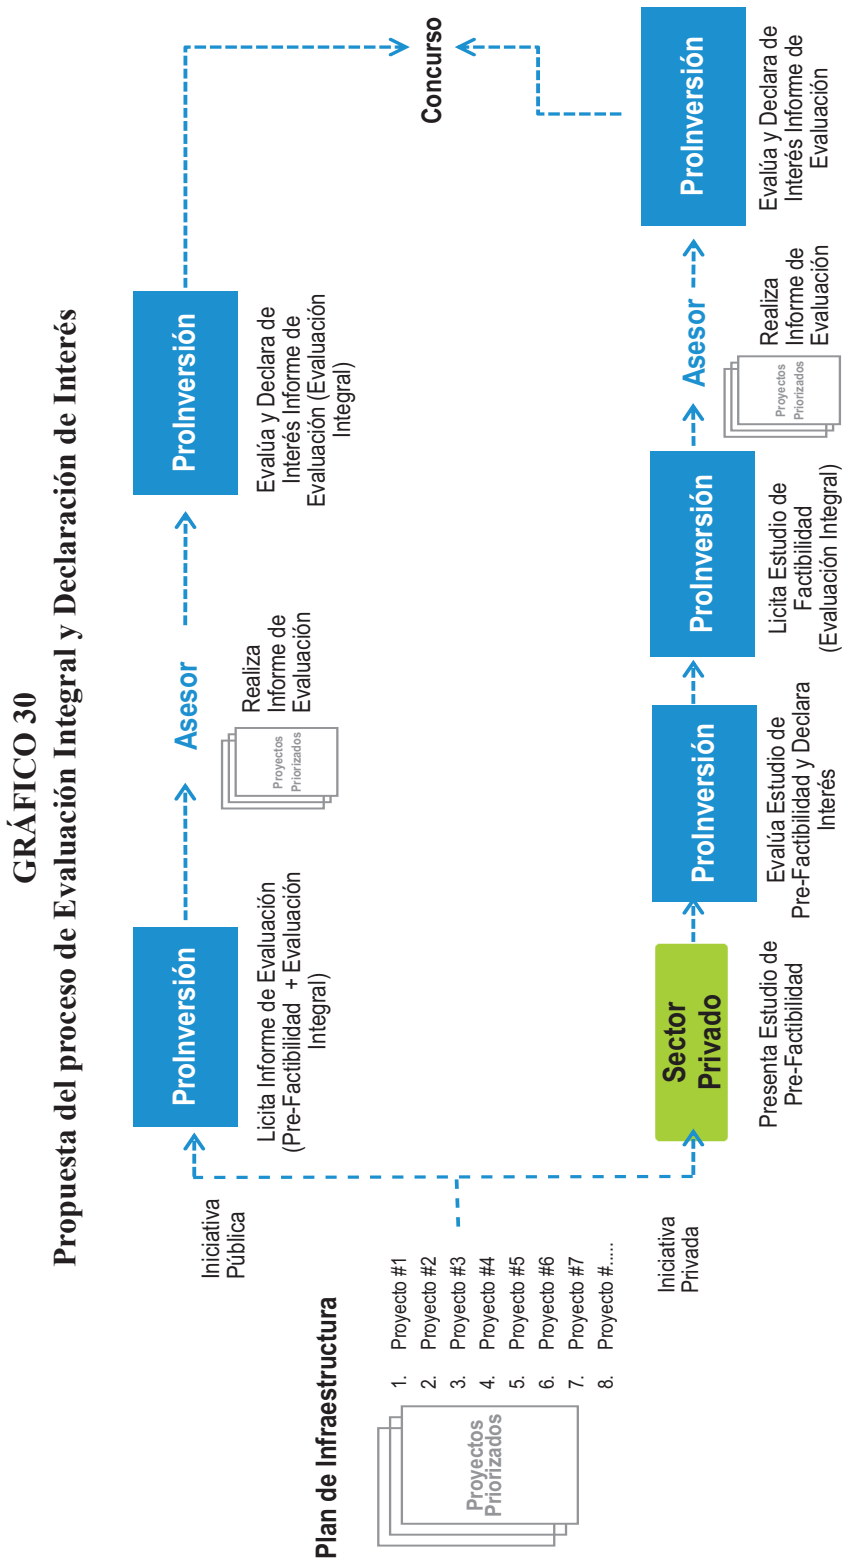 GRÁFICO 30
Propuesta del proceso de Evaluación Integral y Declaración de Interés
Plan de Infraestructura
Proyectos
Priorizados
1. Proyecto #1
2. Proyecto #2
3. Proyecto #3
4. Proyecto #4
5. Proyecto #5
6. Proyecto #6
7. Proyecto #7
8. Proyecto #.....
Iniciativa
Pública
ProInversión
Licita Informe de Evaluación
(Pre-Factibilidad + Evaluación
Integral)
Asesor
Proyectos
Priorizados
Realiza
Informe de
Evaluación
ProInversión
Evalúa y Declara de
Interés Informe de
Evaluación (Evaluación
Integral)
Concurso
Iniciativa
Privada
Sector
Privado
Presenta Estudio de
Pre-Factibilidad
ProInversión
Evalúa Estudio de
Pre-Factibilidad y Declara
Interés
ProInversión
Licita Estudio de
Factibilidad
(Evaluación Integral)
Asesor
Proyectos
Priorizados
Realiza
Informe de
Evaluación
ProInversión
Evalúa y Declara de
Interés Informe de
Evaluación